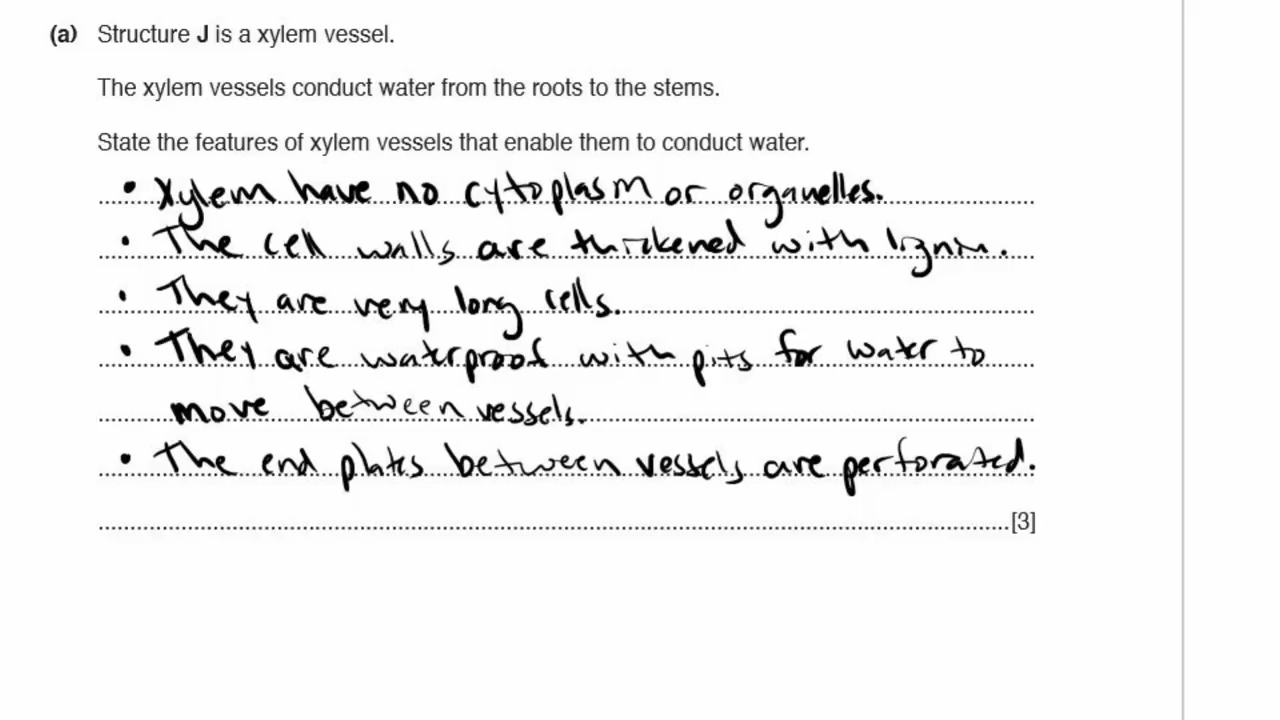 (a) Structure J is a xylem vessel.
The xylem vessels conduct water from the roots to the stems.
State the features of xylem vessels that enable them to conduct water.
• Xylem have no cytoplasm or organelles.
• The cell walls are thickened with lignin.
• They are very long cells.
• They are waterproof with pits for water to
move between vessels.
• The end plates between vessels are perforated.
[3]